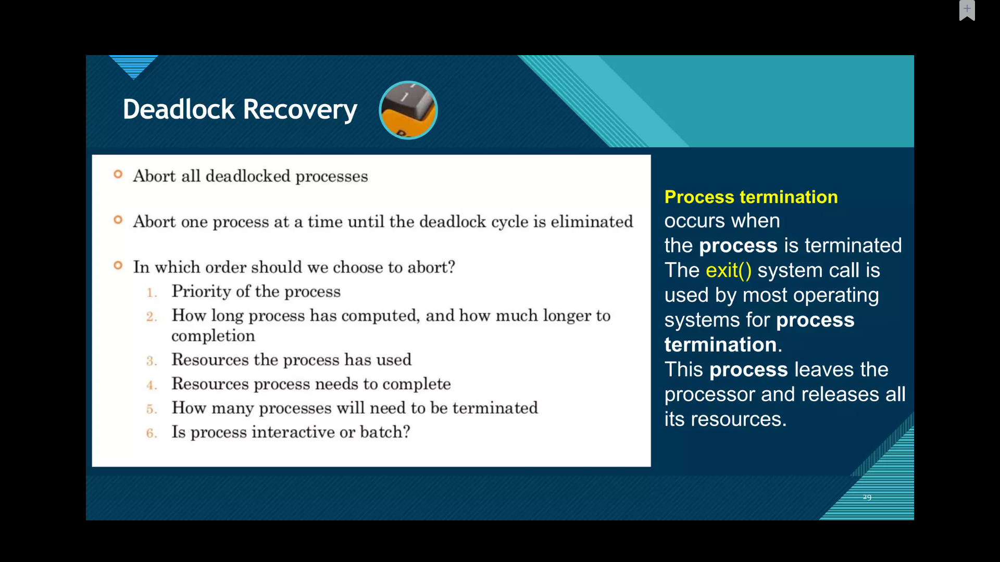 Deadlock Recovery
Abort all deadlocked processes
Abort one process at a time until the deadlock cycle is eliminated
In which order should we choose to abort?
1. Priority of the process
2. How long process has computed, and how much longer to
completion
3. Resources the process has used
4. Resources process needs to complete
5. How many processes will need to be terminated
6. Is process interactive or batch?
Process termination
occurs when
the process is terminated
The exit() system call is
used by most operating
systems for process
termination.
This process leaves the
processor and releases all
its resources.
29